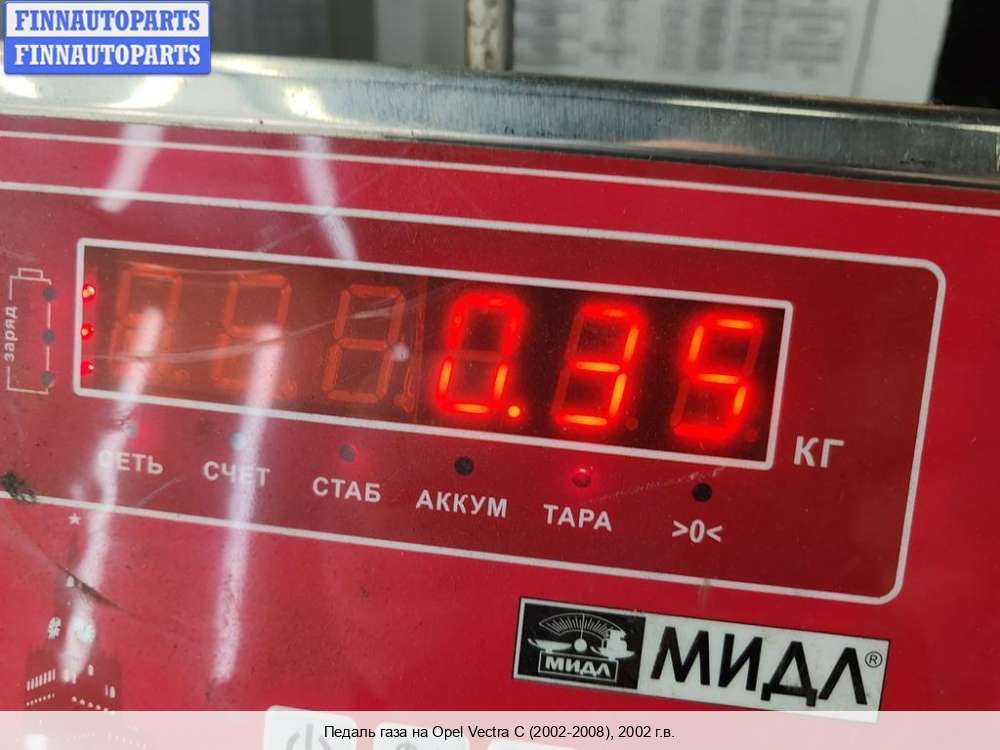 FINNAUTOPARTS
FINNAUTOPARTS
заряд
0.35
КГ
СЕТЬ
СЧЕТ
СТАБ
АККУМ
ТАРА
>0<
МИДЛ
МИДЛ®
Педаль газа на Opel Vectra C (2002-2008), 2002 г.в.